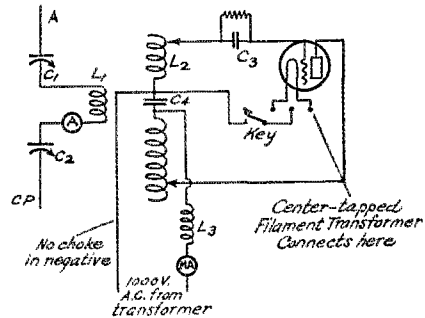 A
C1
L1
A
C2
CP
L2
C3
C4
Key
L3
MA
No choke
in negative
1000 V.
A.C. from
transformer
Center-tapped
Filament Transformer
Connects here